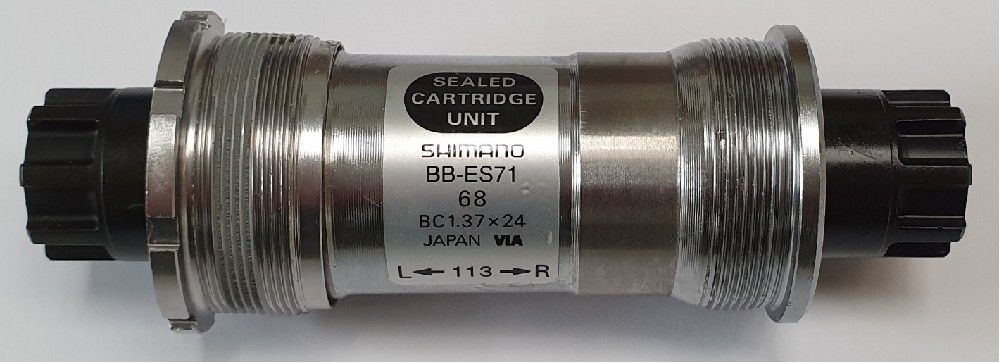 SEALED
CARTRIDGE
UNIT
SHIMANO
BB-ES71
68
BC1.37×24
JAPAN VIA
L←113→R